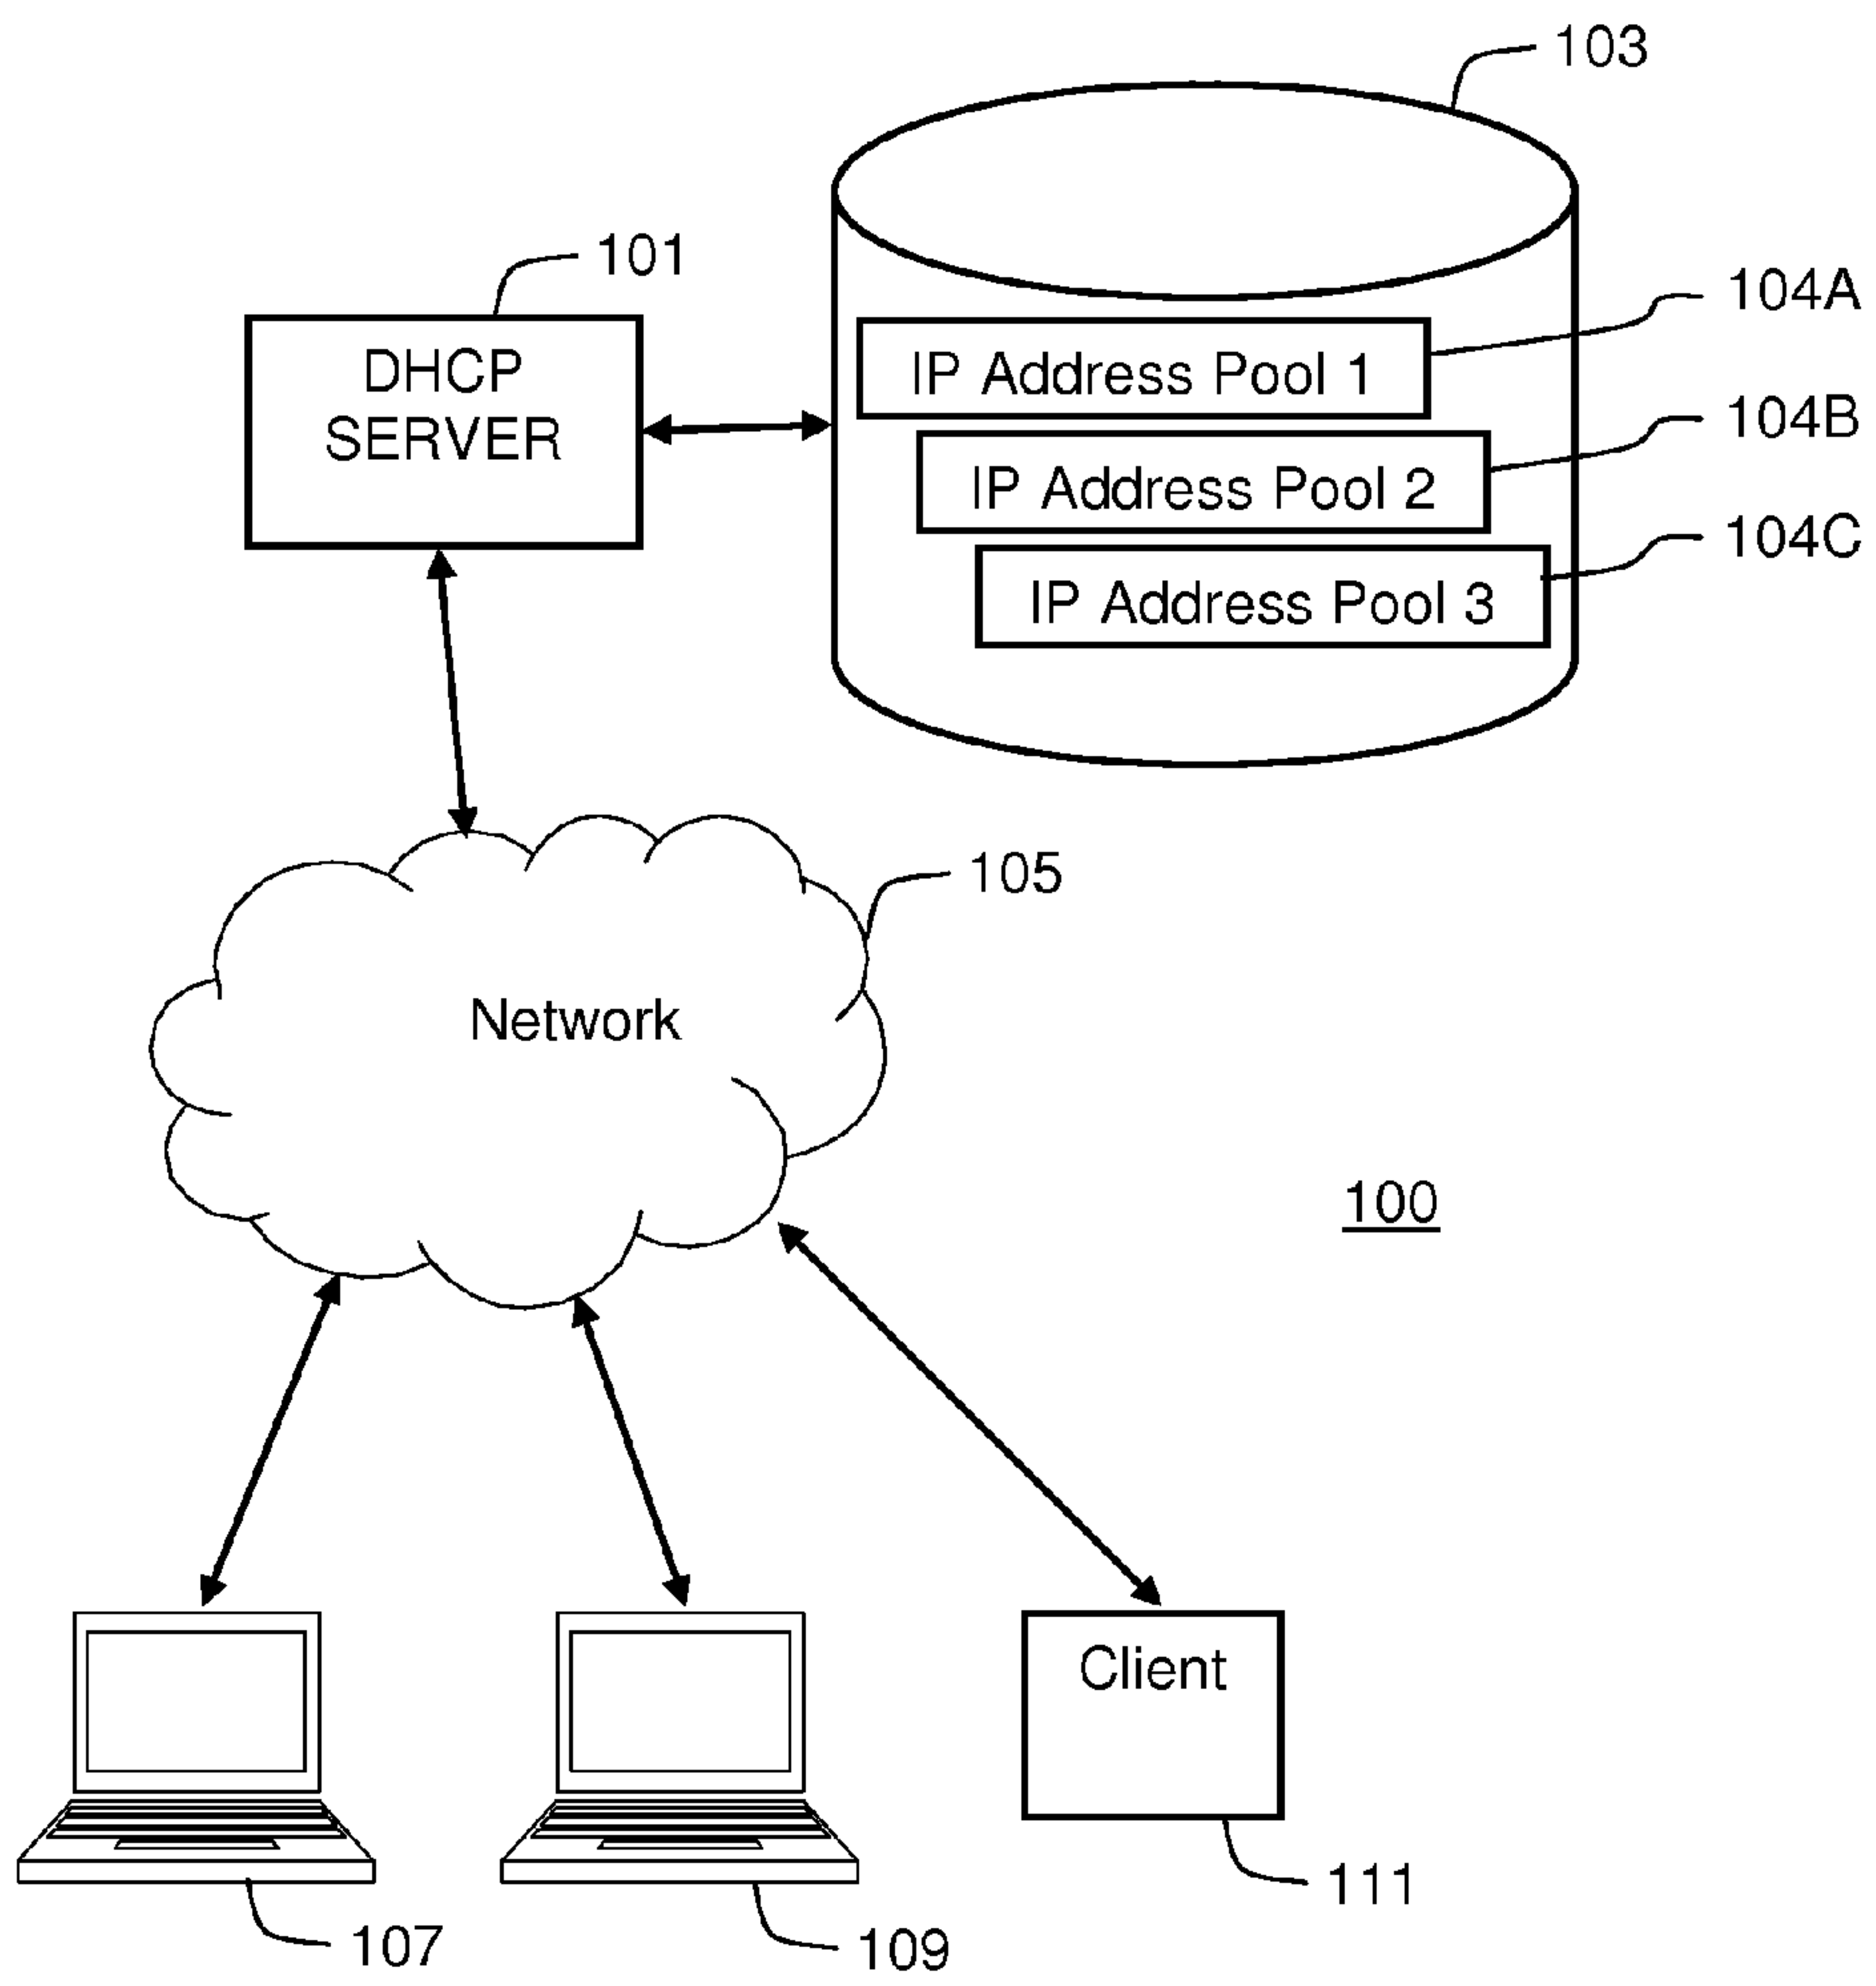 103
101
104A
DHCP
SERVER
IP Address Pool 1
104B
IP Address Pool 2
104C
IP Address Pool 3
105
Network
100
Client
111
107
109